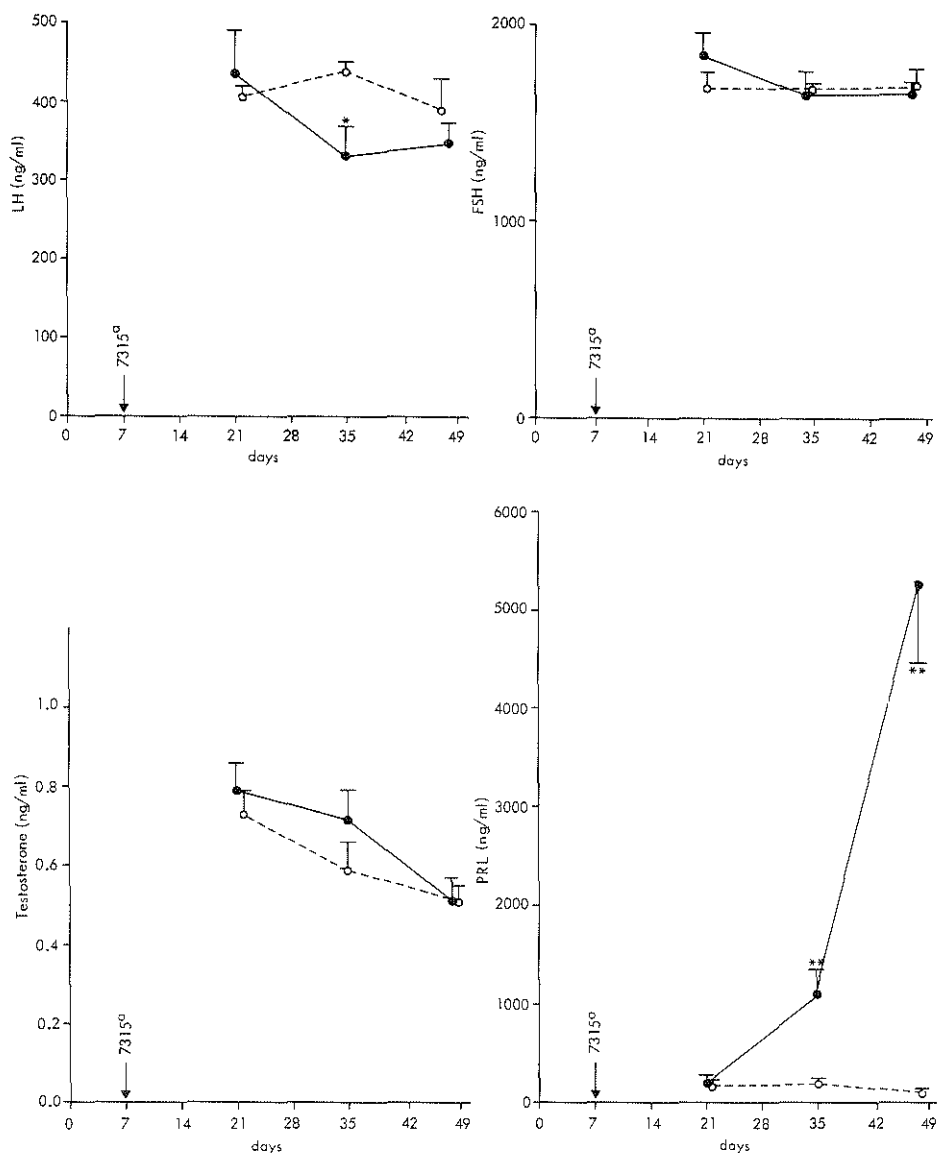 500
400
300
200
100
0
LH (ng/ml)
*
7315a
0 7 14 21 28 35 42 49
days
2000
1000
0
FSH (ng/ml)
7315a
0 7 14 21 28 35 42 49
days
1.0
0.8
0.6
0.4
0.2
0.0
Testosterone (ng/ml)
7315a
0 7 14 21 28 35 42 49
days
6000
5000
4000
3000
2000
1000
0
PRL (ng/ml)
**
**
7315a
0 7 14 21 28 35 42 49
days